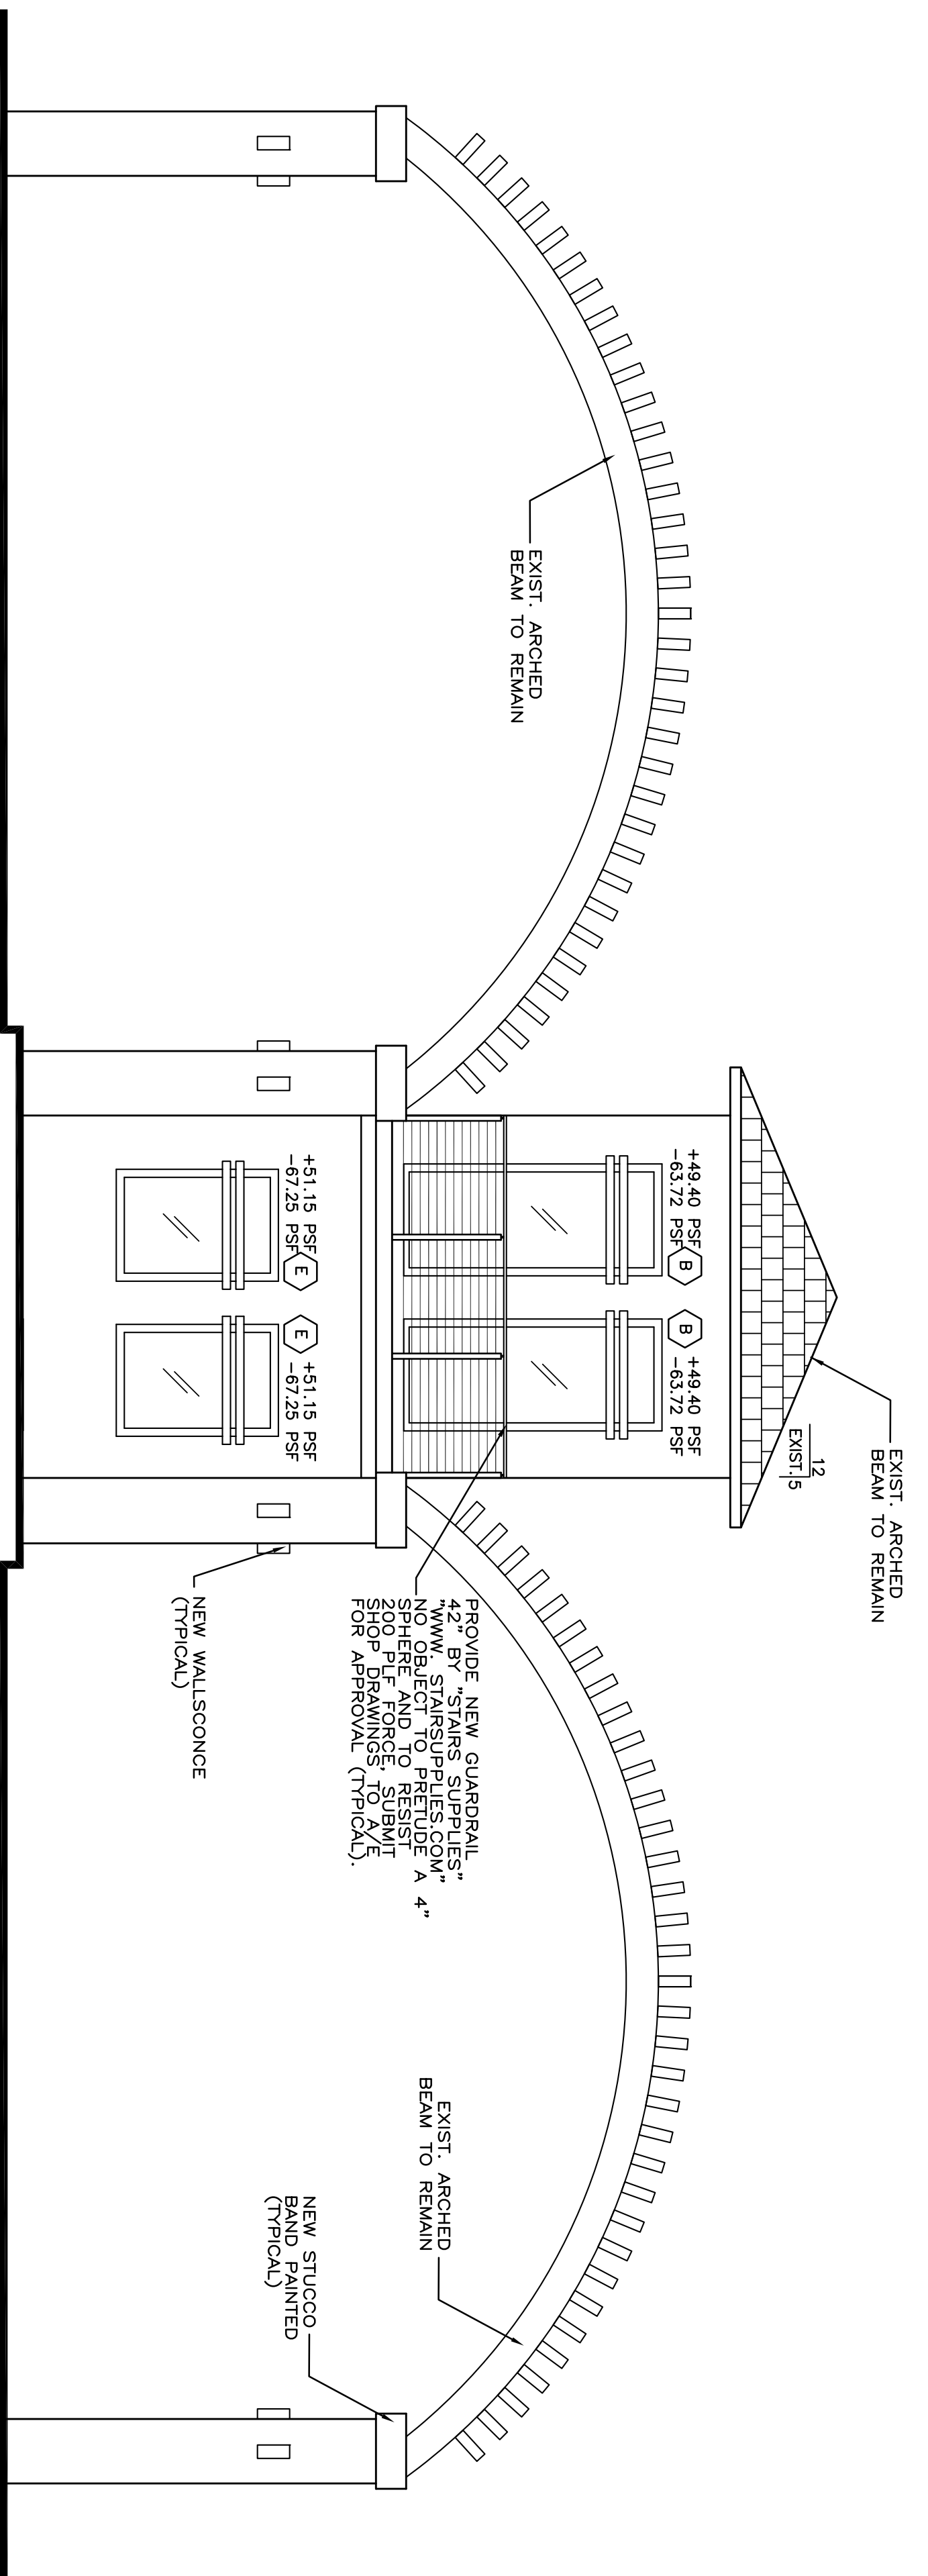 EXIST. ARCHED
BEAM TO REMAIN
12
EXIST. 5
EXIST. ARCHED
BEAM TO REMAIN
+49.40 PSF
-63.72 PSF
B
B
+49.40 PSF
-63.72 PSF
+51.15 PSF
-67.25 PSF
E
E
+51.15 PSF
-67.25 PSF
PROVIDE NEW GUARDRAIL
42" BY "STAIRS SUPPLIES"
"WWW. STAIRSUPPLIES.COM"
NO OBJECT TO PRETUDE A 4"
SPHERE AND TO RESIST
200 PLF FORCE, SUBMIT
SHOP DRAWINGS TO A/E
FOR APPROVAL (TYPICAL).
NEW WALLSCONCE
(TYPICAL)
EXIST. ARCHED
BEAM TO REMAIN
NEW STUCCO
BAND PAINTED
(TYPICAL)